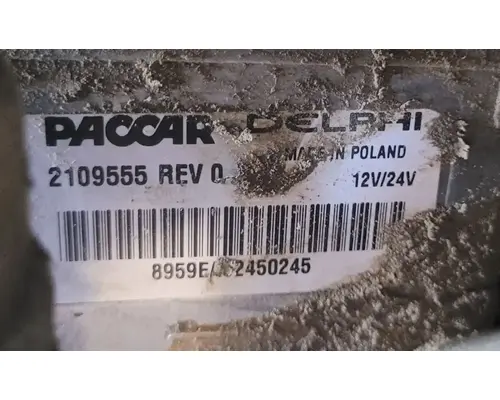 PACCAR DELPHI
MADE IN POLAND
2109555 REV 0
12V/24V